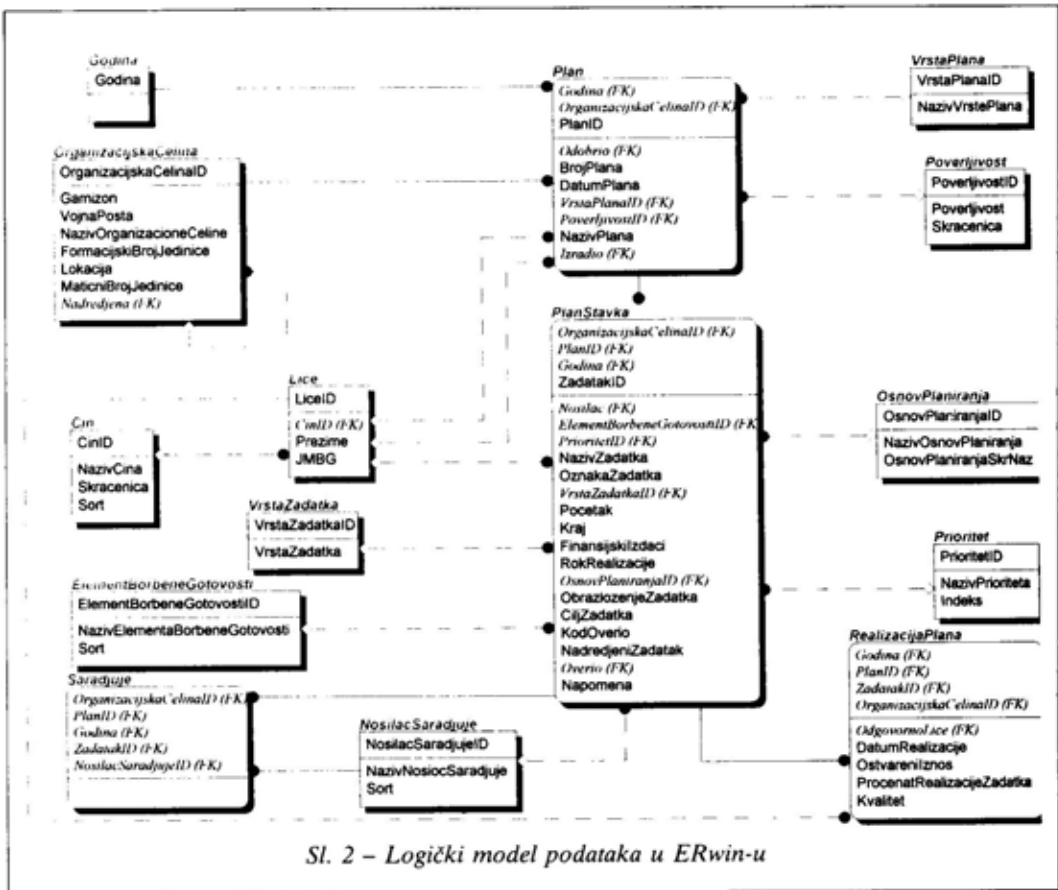 Godina
Godina
OrganizacijskaCelina
OrganizacijskaCelinaID
Garnizon
VojnaPosta
NazivOrganizacioneCeline
FormacijskiBrojJedinice
Lokacija
MaticniBrojJedinice
Nadredjena (FK)
Plan
Godina (FK)
OrganizacijskaCelinaID (FK)
PlanID
Odobrio (FK)
BrojPlana
DatumPlana
VrstaPlanaID (FK)
PoverljivostID (FK)
NazivPlana
Izradio (FK)
VrstaPlana
VrstaPlanaID
NazivVrstePlana
Poverljivost
PoverljivostID
Poverljivost
Skracenica
Lice
LiceID
CinID (FK)
Prezime
JMBG
Cin
CinID
NazivCina
Skracenica
Sort
VrstaZadatka
VrstaZadatkaID
VrstaZadatka
ElementBorbeneGotovosti
ElementBorbeneGotovostiID
NazivElementaBorbeneGotovosti
Sort
PlanStavka
OrganizacijskaCelinaID (FK)
PlanID (FK)
Godina (FK)
ZadatakID
Nosilac (FK)
ElementBorbeneGotovostiID (FK
PrioritetID (FK)
NazivZadatka
OznakaZadatka
VrstaZadatkaID (FK)
Pocetak
Kraj
FinansijskiIzdaci
RokRealizacije
OsnovPlaniranjaID (FK)
ObrazlozenjeZadatka
CiljZadatka
KodOverio
NadredjeniZadatak
Overio (FK)
Napomena
OsnovPlaniranja
OsnovPlaniranjaID
NazivOsnovPlaniranja
OsnovPlaniranjaSkrNaz
Prioritet
PrioritetID
NazivPrioriteta
Indeks
RealizacijaPlana
Godina (FK)
PlanID (FK)
ZadatakID (FK)
OrganizacijskaCelinaID (FK)
OdgovornoLice (FK)
DatumRealizacije
OstvareniIznos
ProcenatRealizacijeZadatka
Kvalitet
Saradjuje
OrganizacijskaCelinaID (FK)
PlanID (FK)
Godina (FK)
ZadatakID (FK)
NosilacSaradjujeID (FK)
NosilacSaradjuje
NosilacSaradjujeID
NazivNosiocSaradjuje
Sort
Sl. 2 – Logički model podataka u ERwin-u